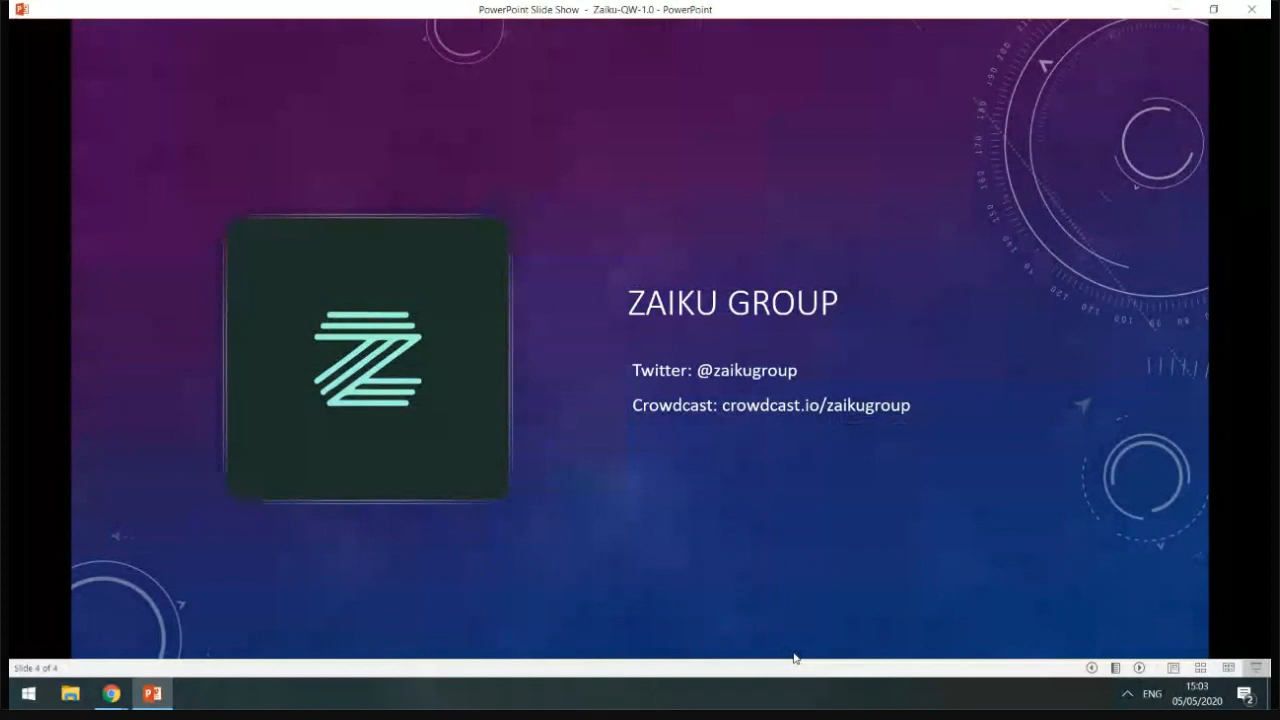 PowerPoint Slide Show - Zaiku-QW-1.0 - PowerPoint
ZAIKU GROUP
Twitter: @zaikugroup
Crowdcast: crowdcast.io/zaikugroup
Slide 4 of 4
ENG
15:03
05/05/2020
2